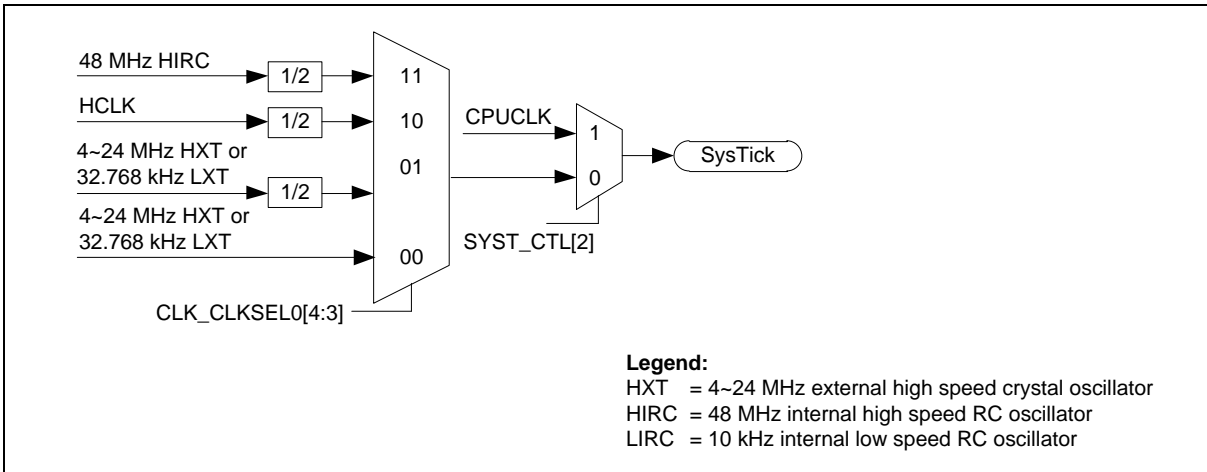 48 MHz HIRC
1/2
11
HCLK
1/2
10
CPUCLK
1
SysTick
4~24 MHz HXT or
32.768 kHz LXT
1/2
01
0
4~24 MHz HXT or
32.768 kHz LXT
00
SYST_CTL[2]
CLK_CLKSEL0[4:3]
Legend:
HXT = 4~24 MHz external high speed crystal oscillator
HIRC = 48 MHz internal high speed RC oscillator
LIRC = 10 kHz internal low speed RC oscillator